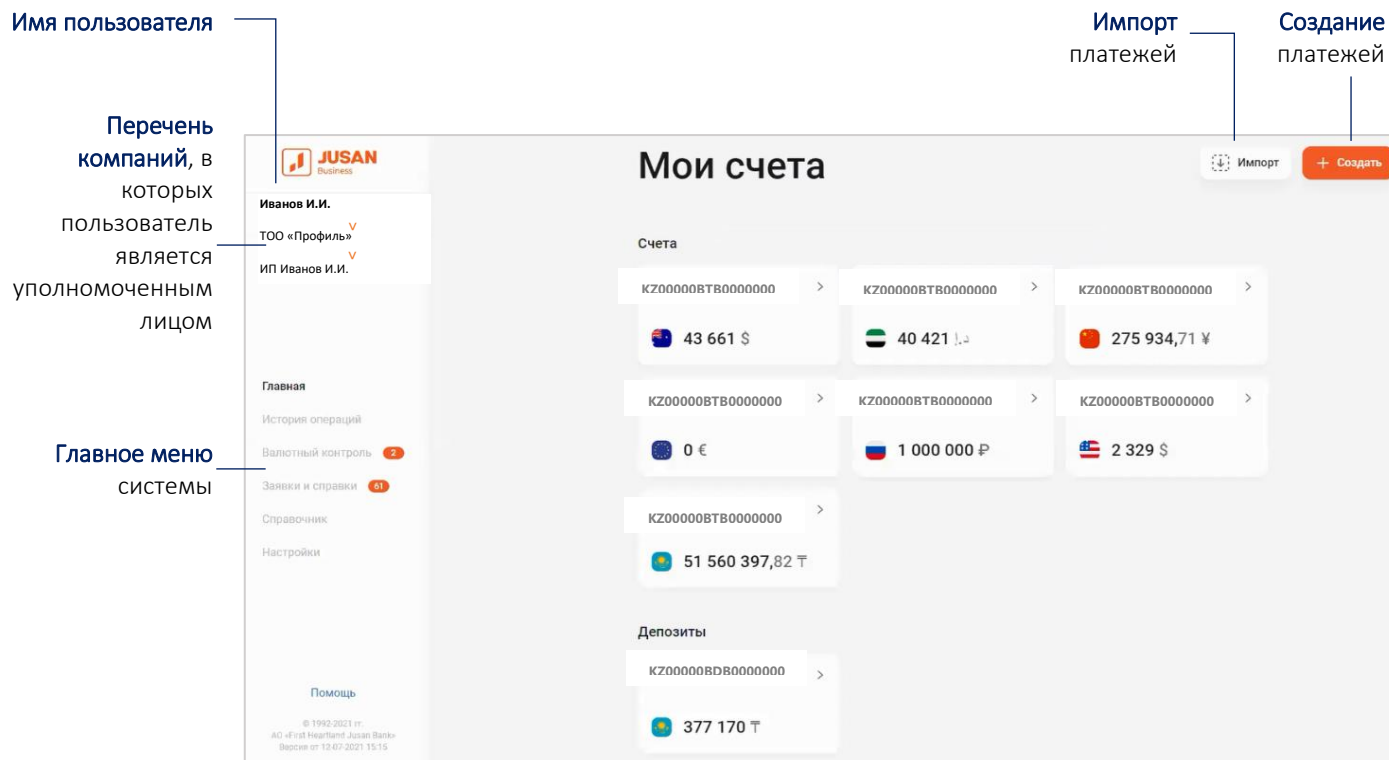 Имя пользователя
Импорт
платежей
Создание
платежей
Перечень
компаний, в
которых
пользователь
является
уполномоченным
лицом
Главное меню
системы
JUSAN
Business
Иванов И.И.
ТОО «Профиль»
ИП Иванов И.И.
Главная
История операций
Валютный контроль 2
Заявки и справки 61
Справочник
Настройки
Помощь
© 1992-2021 гг.
АО «First Heartland Jusan Bank»
Версия от 12-07-2021 15:15
Мои счета
Импорт
+ Создать
Счета
KZ00000BTB0000000
43 661 $
KZ00000BTB0000000
40 421 د.إ
KZ00000BTB0000000
275 934,71 ¥
KZ00000BTB0000000
0 €
KZ00000BTB0000000
1 000 000 ₽
KZ00000BTB0000000
2 329 $
KZ00000BTB0000000
51 560 397,82 ₸
Депозиты
KZ00000BDB0000000
377 170 ₸